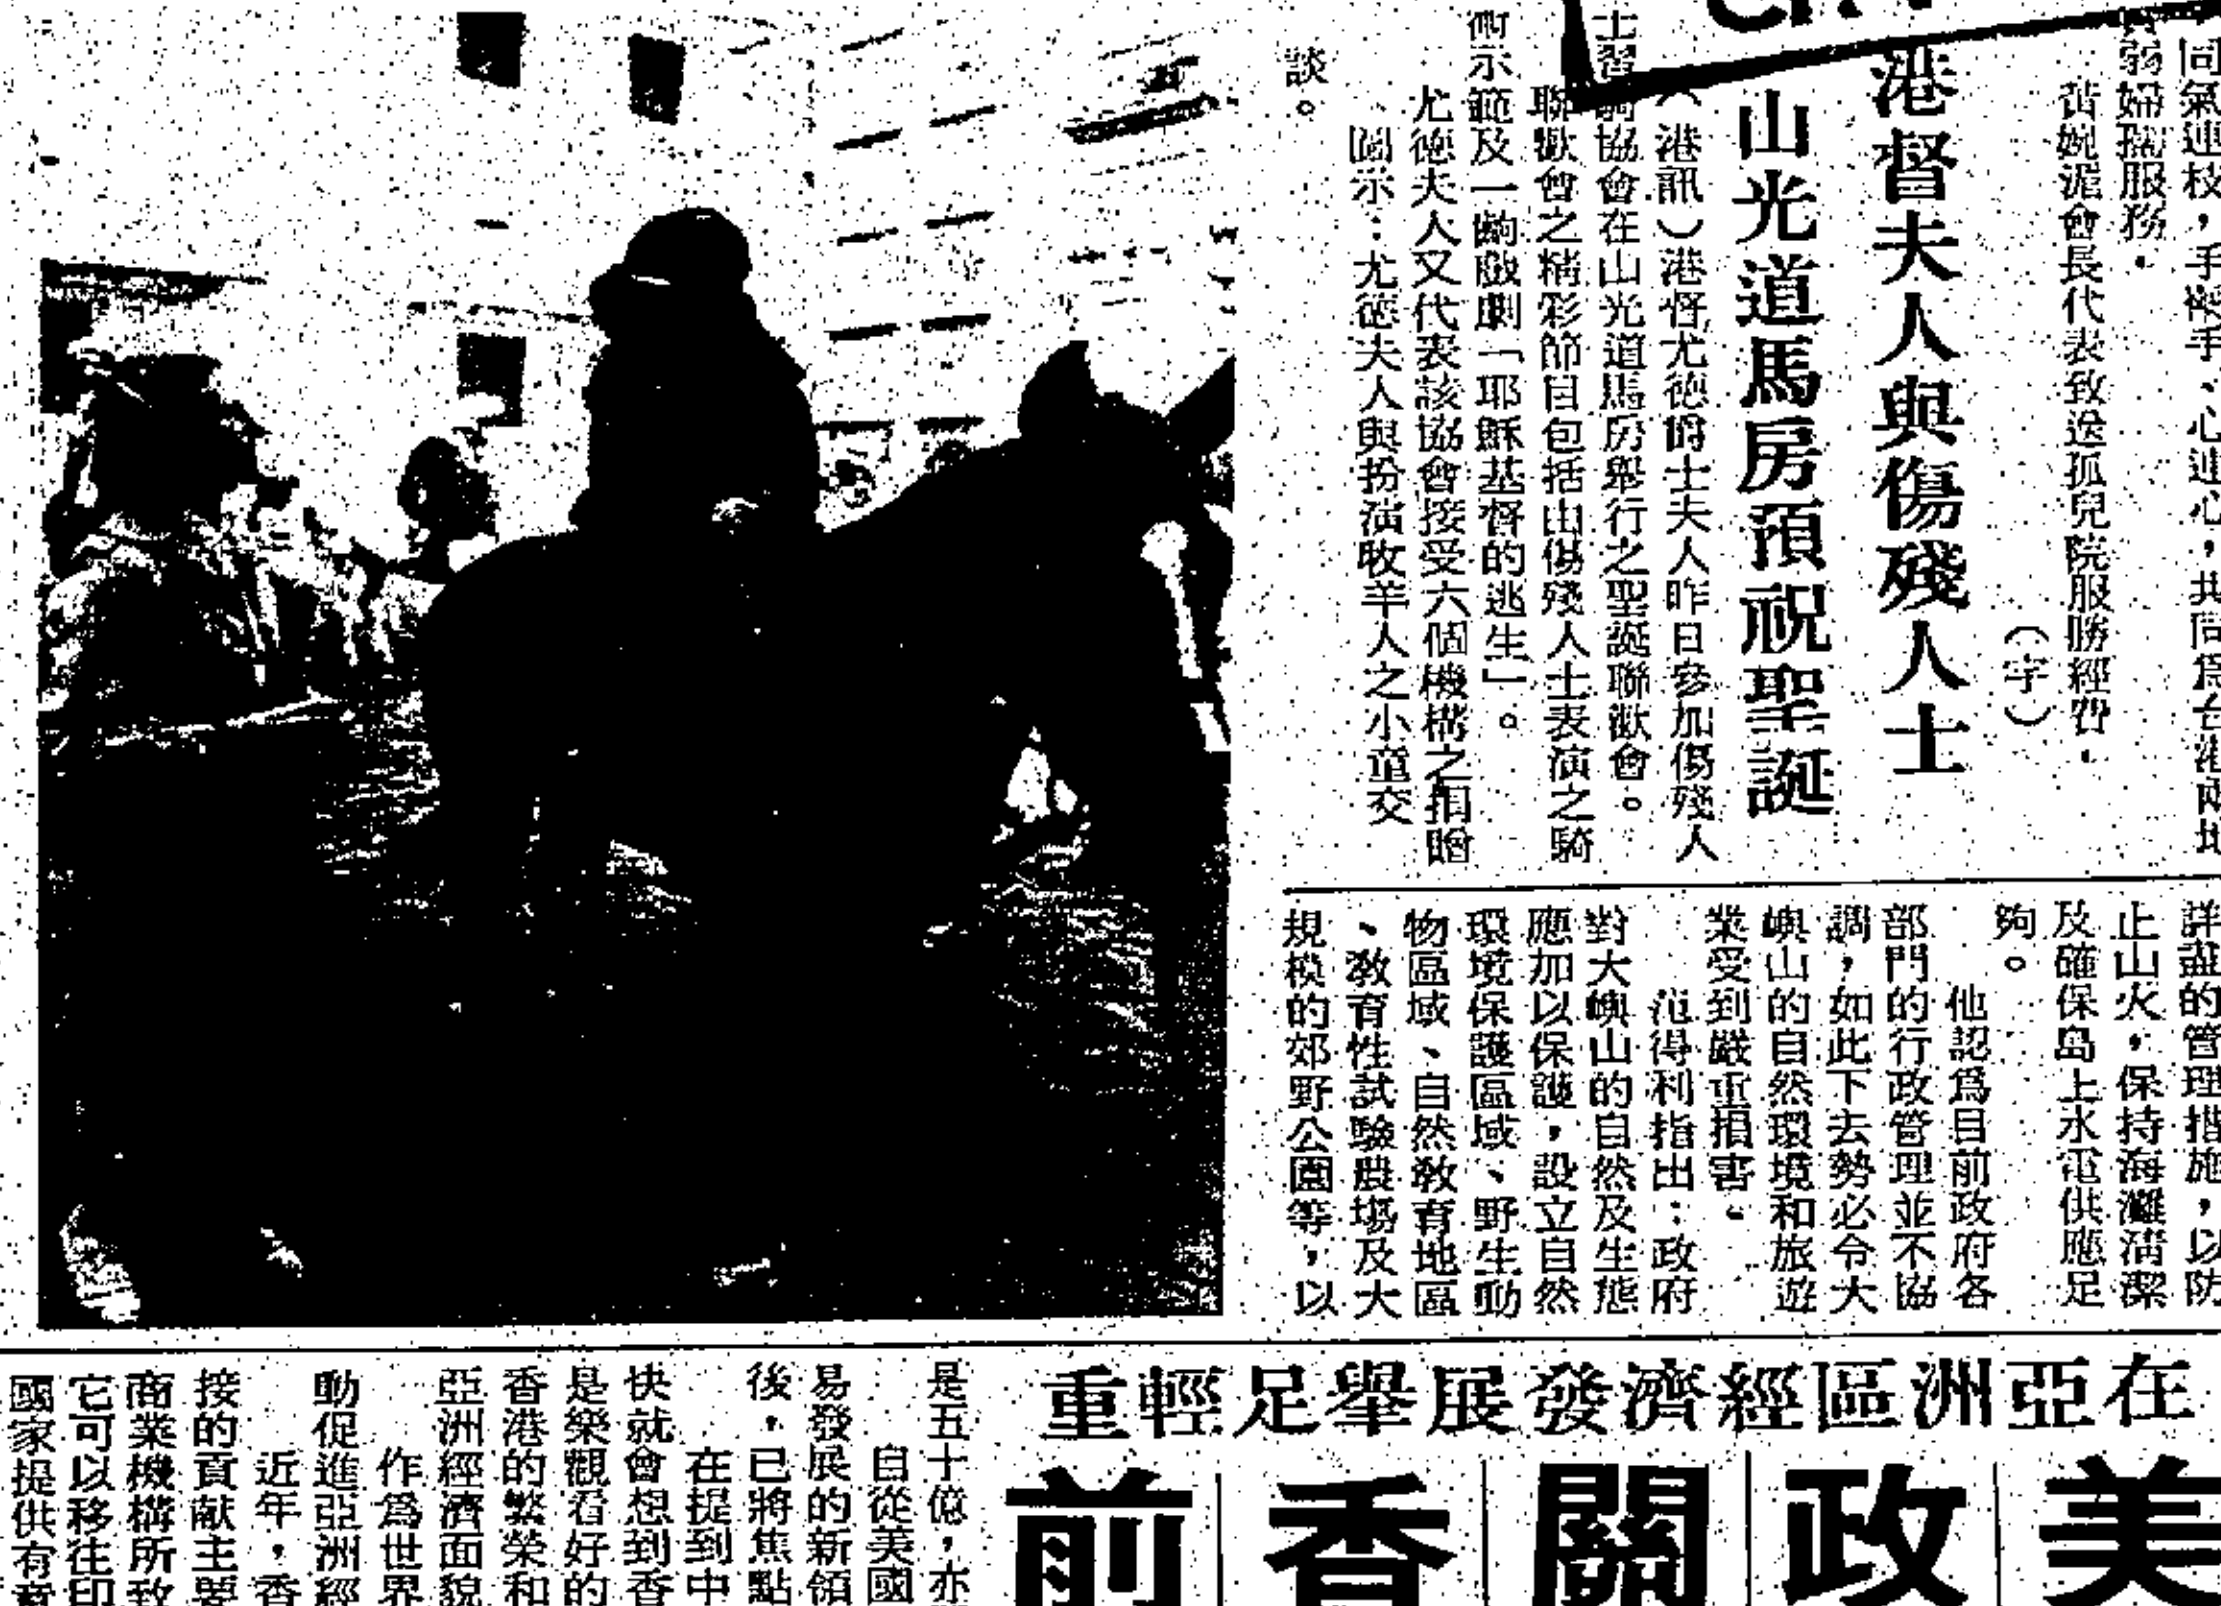 同氣連枝，手携手、心連心，共同爲台港兩地
貧弱婦孺服務．
黃婉湄會長代表致送孤兒院服勝經費．
（宇）
港督夫人與傷殘人士
山光道馬房預祝聖誕
（港訊）港督尤德爵士夫人昨日參加傷殘人
士習騎協會在山光道馬房舉行之聖誕聯歡會。
聯歡會之精彩節目包括由傷殘人士表演之騎
術示範及一齣啞劇「耶穌基督的逃生」。
尤德夫人又代表該協會接受六個機構之捐贈
圖示：尤德夫人與扮演牧羊人之小童交
談。
詳盡的管理措施，以防
止山火，保持海灘清潔
及確保島上水電供應足
夠。
他認爲目前政府各
部門的行政管理並不協
調，如此下去勢必令大
嶼山的自然環境和旅遊
業受到嚴重損害。
范得利指出：政府
對大嶼山的自然及生態
應加以保護，設立自然
環境保護區域、野生動
物區域、自然教育地區
、教育性試驗農場及大
規模的郊野公園等，以
在亞洲區經濟發展舉足輕重
美政關香前
是五十億，亦
自從美國
易發展的新領
後，已將焦點
在提到中
快就會想到香
是樂觀看好的
香港的繁榮和
亞洲經濟面貌
作爲世界
動促進亞洲經
近年，香
接的貢献主要
商業機構所致
它可以移往印
國家提供有意